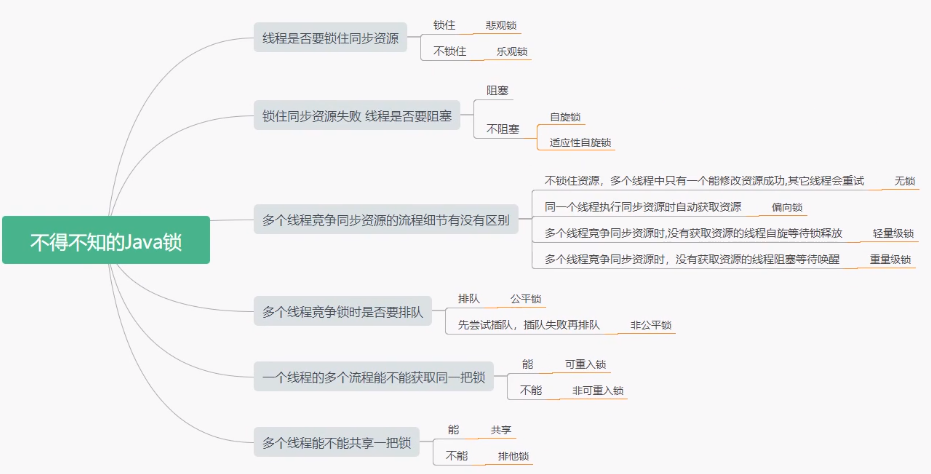 不得不知的Java锁
线程是否要锁住同步资源
锁住 悲观锁
不锁住 乐观锁
锁住同步资源失败 线程是否要阻塞
阻塞
不阻塞
自旋锁
适应性自旋锁
多个线程竞争同步资源的流程细节有没有区别
不锁住资源，多个线程中只有一个能修改资源成功,其它线程会重试 无锁
同一个线程执行同步资源时自动获取资源 偏向锁
多个线程竞争同步资源时,没有获取资源的线程自旋等待锁释放 轻量级锁
多个线程竞争同步资源时，没有获取资源的线程阻塞等待唤醒 重量级锁
多个线程竞争锁时是否要排队
排队 公平锁
先尝试插队，插队失败再排队 非公平锁
一个线程的多个流程能不能获取同一把锁
能 可重入锁
不能 非可重入锁
多个线程能不能共享一把锁
能 共享
不能 排他锁